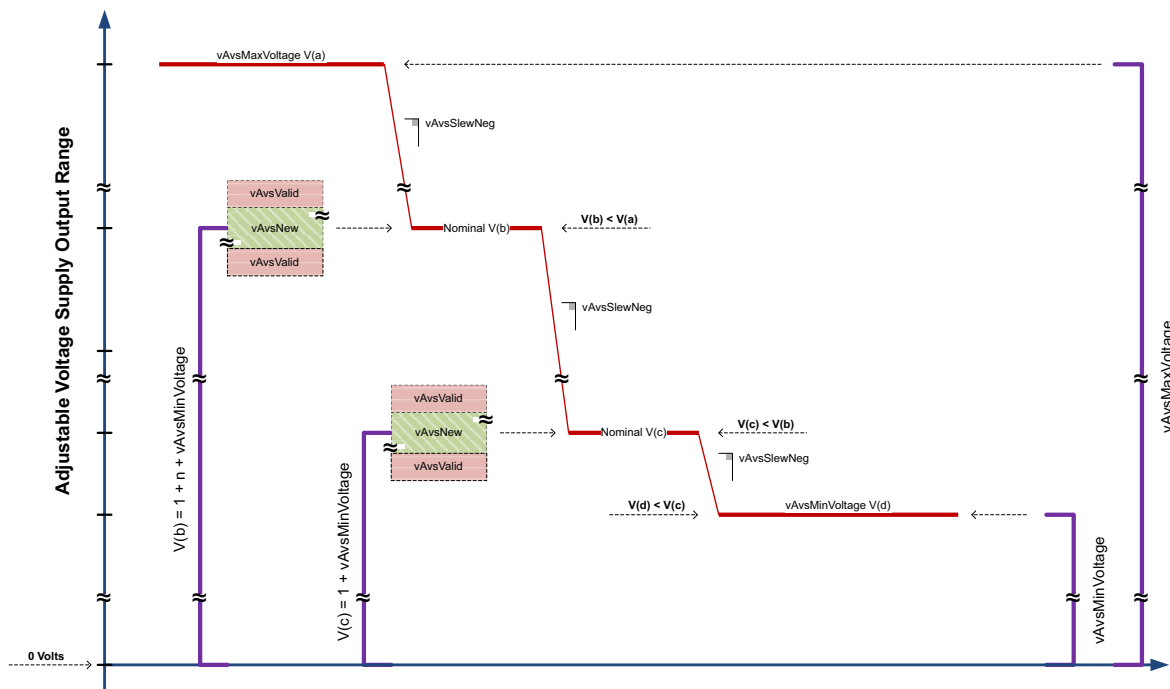 Adjustable Voltage Supply Output Range
vAvsMaxVoltage V(a)
vAvsSlewNeg
vAvsValid
vAvsNew
vAvsValid
Nominal V(b)
V(b) < V(a)
V(b) = 1 + n + vAvsMinVoltage
vAvsSlewNeg
vAvsValid
vAvsNew
vAvsValid
Nominal V(c)
V(c) < V(b)
V(c) = 1 + vAvsMinVoltage
vAvsSlewNeg
V(d) < V(c)
vAvsMinVoltage V(d)
vAvsMinVoltage
vAvsMaxVoltage
0 Volts